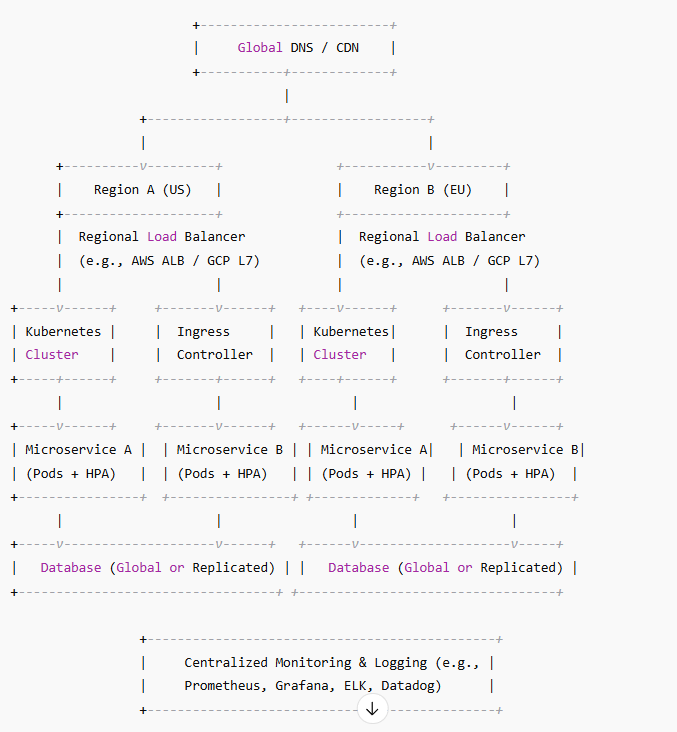 Global DNS / CDN
Region A (US) Region B (EU)
Regional Load Balancer Regional Load Balancer
(e.g., AWS ALB / GCP L7) (e.g., AWS ALB / GCP L7)
Kubernetes Ingress Kubernetes Ingress
Cluster Controller Cluster Controller
Microservice A Microservice B Microservice A Microservice B
(Pods + HPA) (Pods + HPA) (Pods + HPA) (Pods + HPA)
Database (Global or Replicated) Database (Global or Replicated)
Centralized Monitoring & Logging (e.g.,
Prometheus, Grafana, ELK, Datadog)